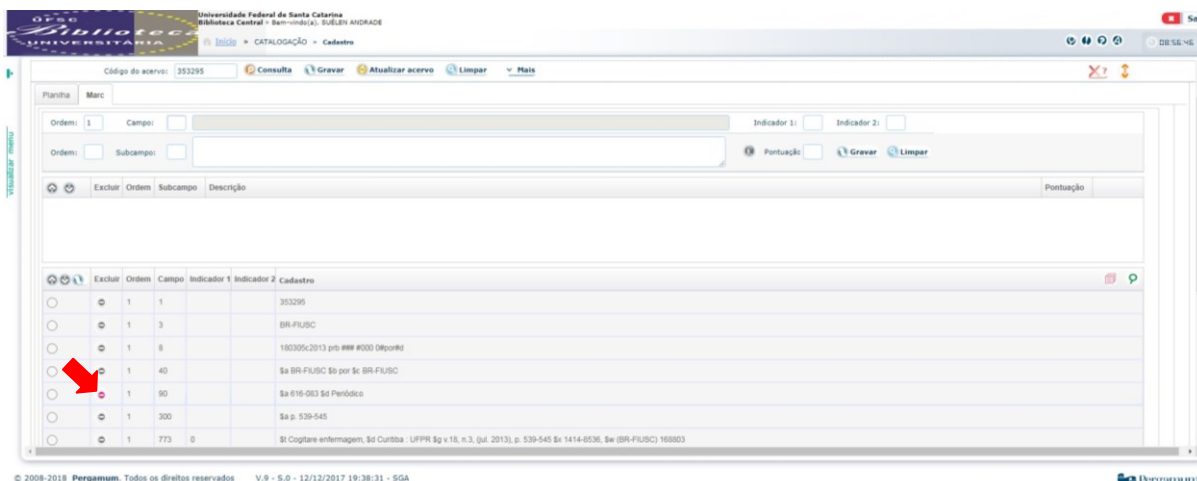 Universidade Federal de Santa Catarina
Biblioteca Central - Bem-vindo(a), SUÉLEN ANDRADE
UFSC
Biblioteca
UNIVERSITÁRIA
Início CATALOGAÇÃO Cadastro
Sa
visualizar menu
Código do acervo: 353295 Consulta Gravar Atualizar acervo Limpar Mais
Planilha Marc
Ordem: 1 Campo: Indicador 1: Indicador 2:
Ordem: Subcampo: Pontuação Gravar Limpar
Excluir Ordem Subcampo Descrição Pontuação
Excluir Ordem Campo Indicador 1 Indicador 2 Cadastro
1 1 353295
1 3 BR-FIUSC
1 8 180305c2013 prb ### #000 0#por#d
1 40 $a BR-FIUSC $b por $c BR-FIUSC
1 90 $a 616-083 $d Periódico
1 300 $a p. 539-545
1 773 0 $t Cogitare enfermagem, $d Curitiba : UFPR $g v.18, n.3, (jul. 2013), p. 539-545 $x 1414-8536, $w (BR-FIUSC) 168803
© 2008-2018 Pergamum. Todos os direitos reservados V.9 - S.0 - 12/12/2017 19:38:31 - SGA
Pergamum